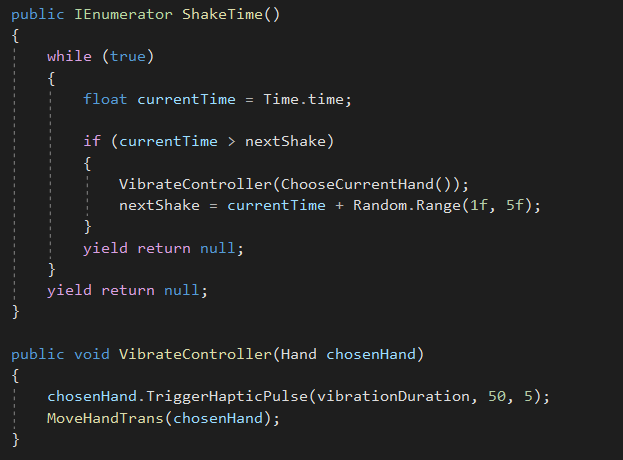 public IEnumerator ShakeTime()
{
    while (true)
    {
        float currentTime = Time.time;

        if (currentTime > nextShake)
        {
            VibrateController(ChooseCurrentHand());
            nextShake = currentTime + Random.Range(1f, 5f);
        }
        yield return null;
    }
    yield return null;
}

public void VibrateController(Hand chosenHand)
{
    chosenHand.TriggerHapticPulse(vibrationDuration, 50, 5);
    MoveHandTrans(chosenHand);
}